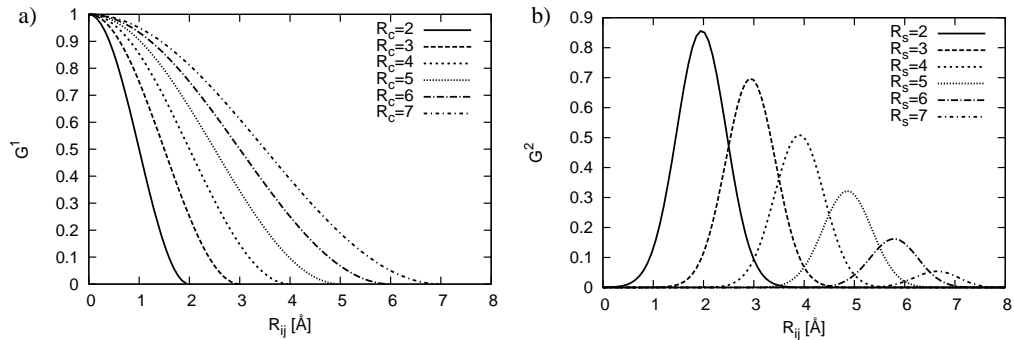 a)
1
0.9
0.8
0.7
0.6
0.5
0.4
0.3
0.2
0.1
0
G¹
0 1 2 3 4 5 6 7 8
R_ij [Å]
R_c=2
R_c=3
R_c=4
R_c=5
R_c=6
R_c=7
b)
0.9
0.8
0.7
0.6
0.5
0.4
0.3
0.2
0.1
0
G²
0 1 2 3 4 5 6 7 8
R_ij [Å]
R_s=2
R_s=3
R_s=4
R_s=5
R_s=6
R_s=7